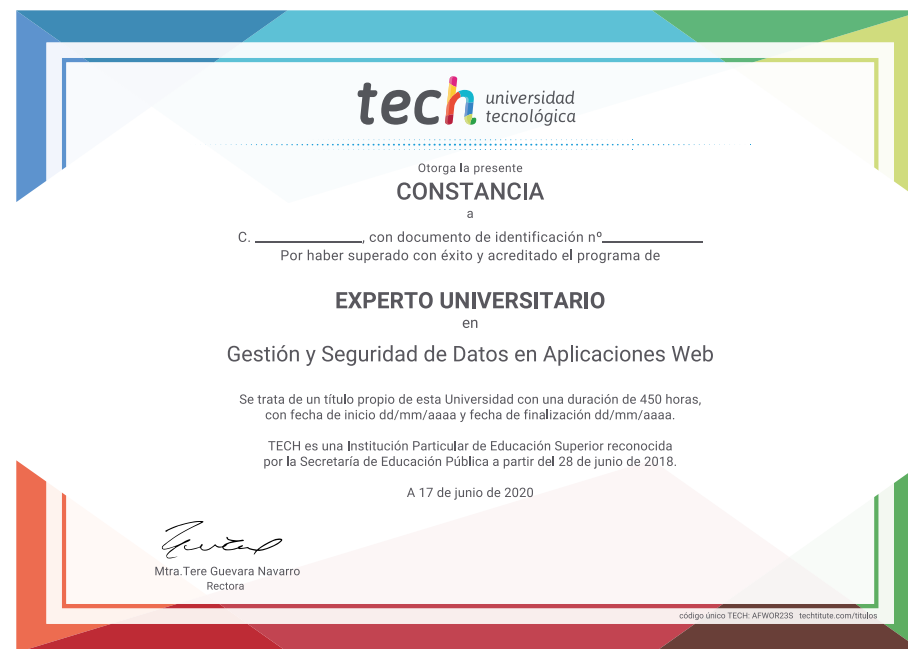 tech universidad
tecnológica
Otorga la presente
CONSTANCIA
a
C. ____________, con documento de identificación nº____________
Por haber superado con éxito y acreditado el programa de
EXPERTO UNIVERSITARIO
en
Gestión y Seguridad de Datos en Aplicaciones Web
Se trata de un título propio de esta Universidad con una duración de 450 horas,
con fecha de inicio dd/mm/aaaa y fecha de finalización dd/mm/aaaa.
TECH es una Institución Particular de Educación Superior reconocida
por la Secretaría de Educación Pública a partir del 28 de junio de 2018.
A 17 de junio de 2020
Mtra.Tere Guevara Navarro
Rectora
código único TECH: AFWOR23S techtitute.com/titulos